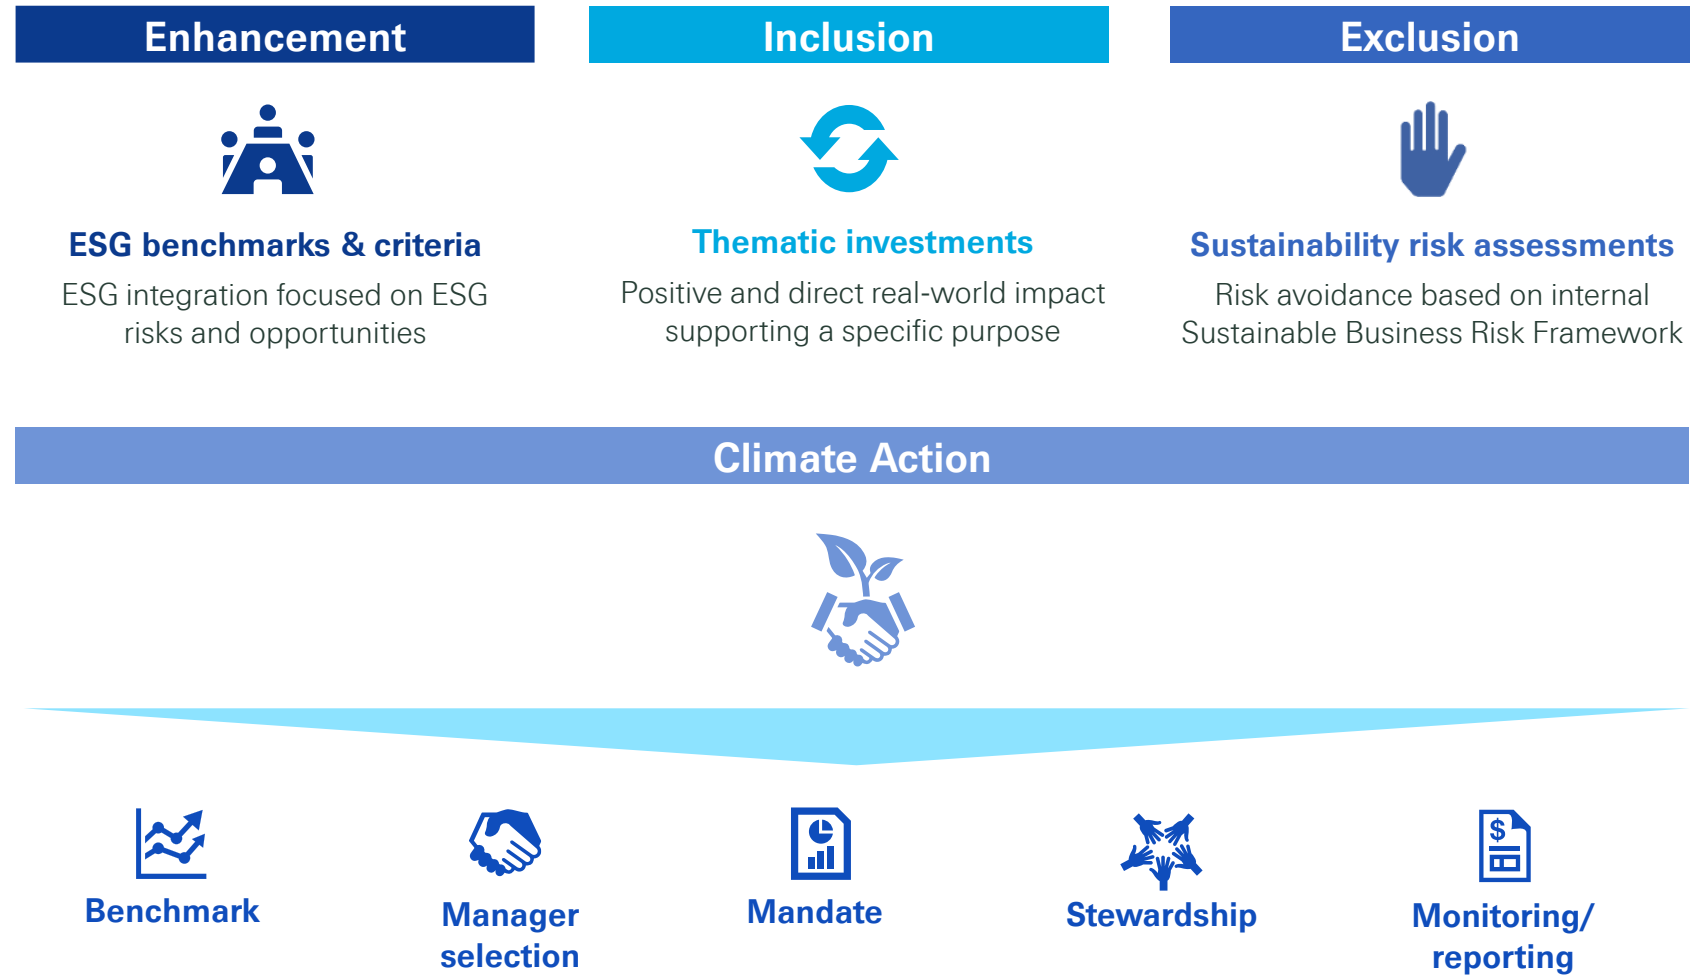 Enhancement
ESG benchmarks & criteria
ESG integration focused on ESG
risks and opportunities
Inclusion
Thematic investments
Positive and direct real-world impact
supporting a specific purpose
Exclusion
Sustainability risk assessments
Risk avoidance based on internal
Sustainable Business Risk Framework
Climate Action
Benchmark
Manager
selection
Mandate
Stewardship
$
Monitoring/
reporting